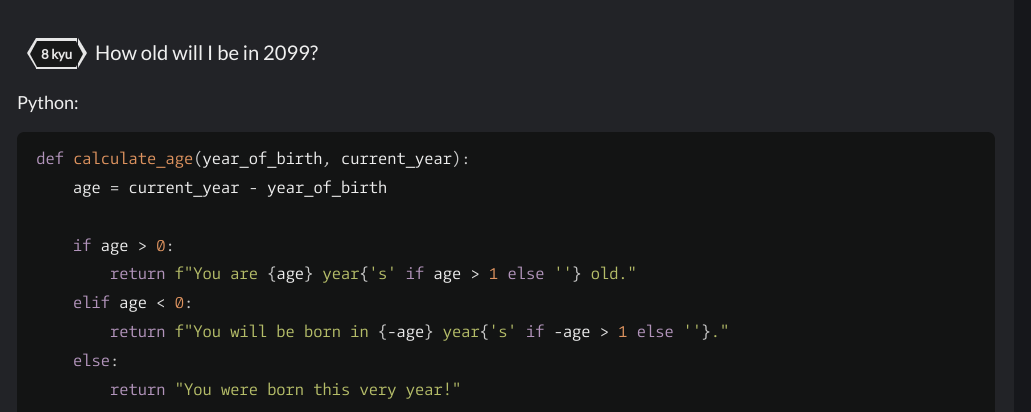 8 kyu How old will I be in 2099?
Python:
def calculate_age(year_of_birth, current_year):
    age = current_year - year_of_birth

    if age > 0:
        return f"You are {age} year{'s' if age > 1 else ''} old."
    elif age < 0:
        return f"You will be born in {-age} year{'s' if -age > 1 else ''}."
    else:
        return "You were born this very year!"